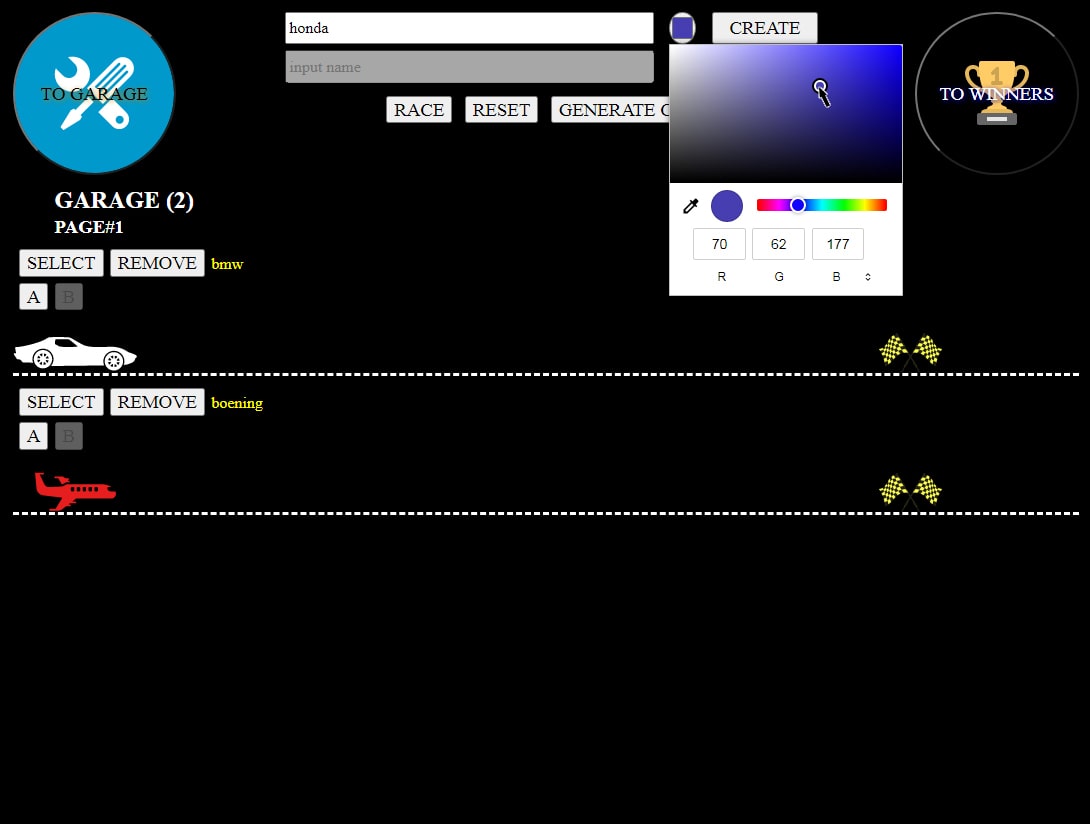 honda
CREATE
input name
RACE RESET GENERATE
TO GARAGE
1
TO WINNERS
GARAGE (2)
PAGE#1
70 62 177
R G B
SELECT REMOVE bmw
A B
SELECT REMOVE boening
A B